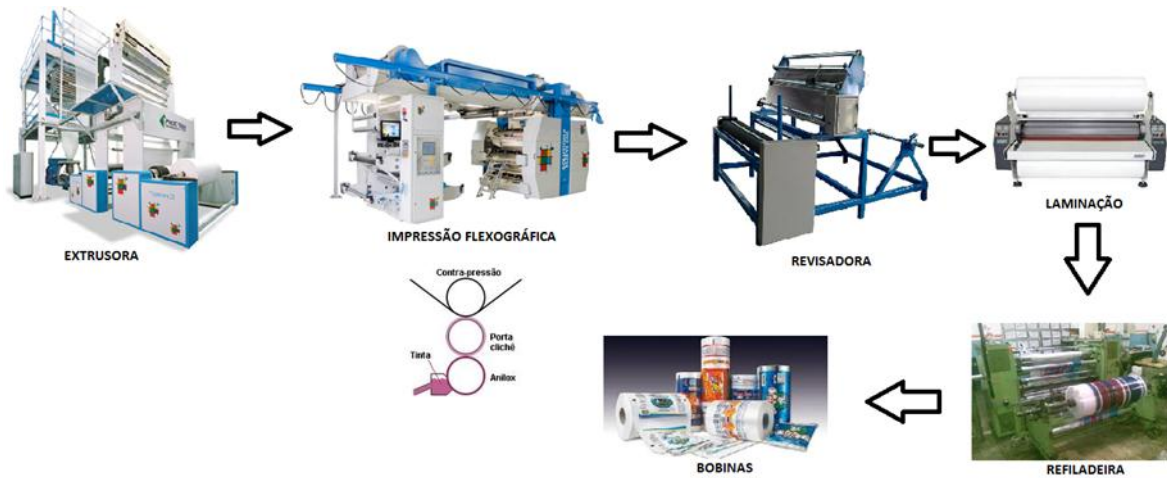 EXTRUSORA
IMPRESSÃO FLEXOGRÁFICA
REVISADORA
LAMINAÇÃO
Contra-pressão
Porta
clichê
Tinta
Anilox
BOBINAS
REFILADEIRA